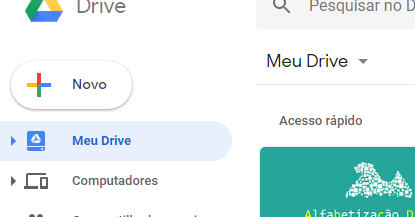 Drive
Pesquisar no D
Novo
Meu Drive
Meu Drive
Acesso rápido
Computadores
Alfabetização D